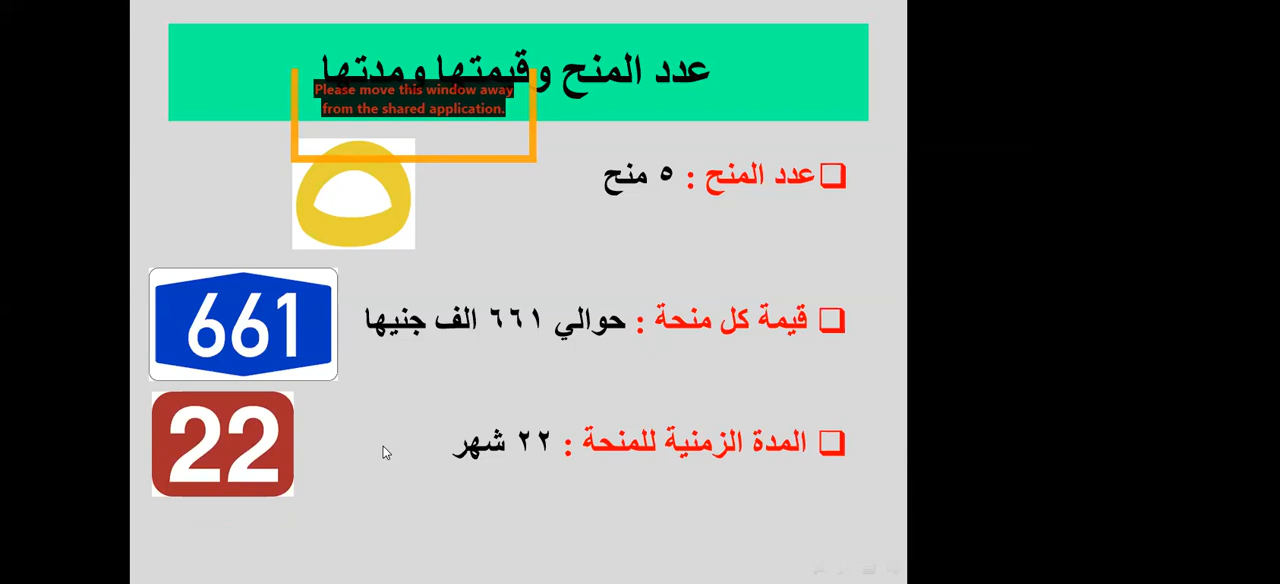 عدد المنح وقيمتها ومدتها
Please move this window away
from the shared application.
عدد المنح : ٥ منح
٥
قيمة كل منحة : حوالي ٦٦١ الف جنيها
661
المدة الزمنية للمنحة : ٢٢ شهر
22